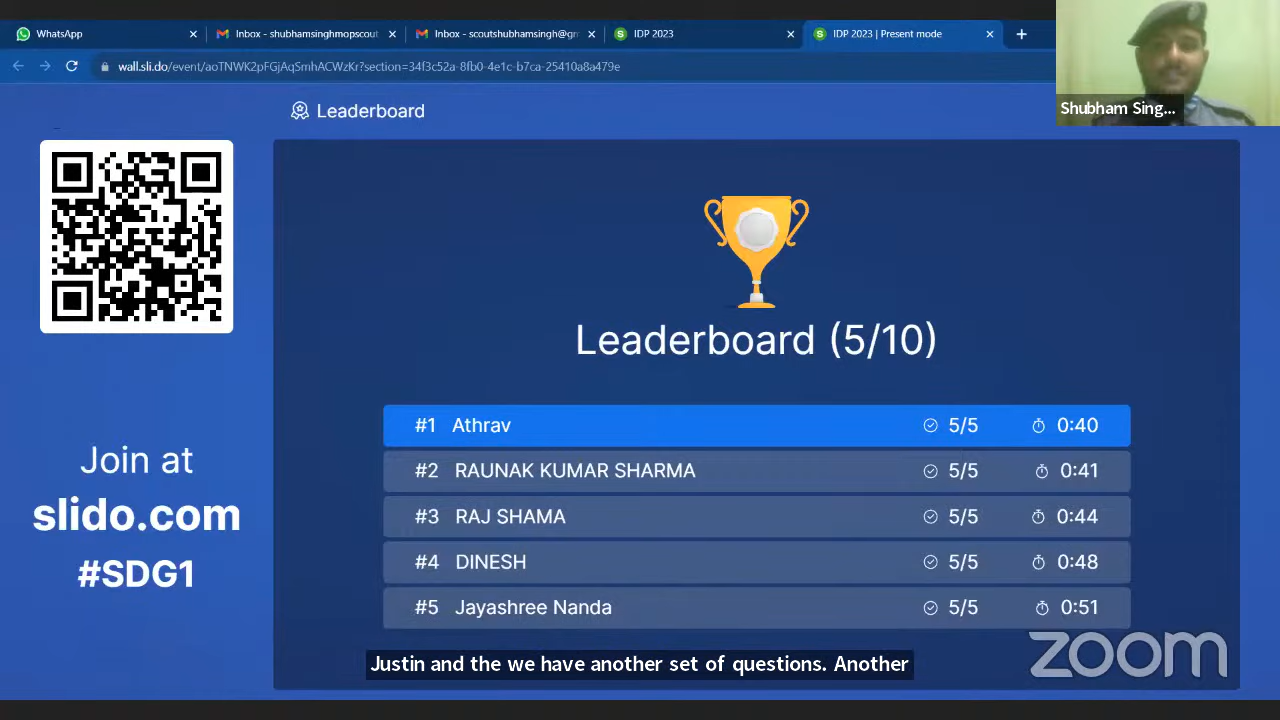 WhatsApp
Inbox - shubhamsinghmopscout
Inbox - scoutshubhamsingh@gm
IDP 2023
IDP 2023 | Present mode
wall.sli.do/event/aoTNWK2pFGjAqSmhACWzKr?section=34f3c52a-8fb0-4e1c-b7ca-25410a8a479e
Shubham Sing...
Leaderboard
Leaderboard (5/10)
#1 Athrav 5/5 0:40
#2 RAUNAK KUMAR SHARMA 5/5 0:41
#3 RAJ SHAMA 5/5 0:44
#4 DINESH 5/5 0:48
#5 Jayashree Nanda 5/5 0:51
Join at
slido.com
#SDG1
Justin and the we have another set of questions. Another
zoom